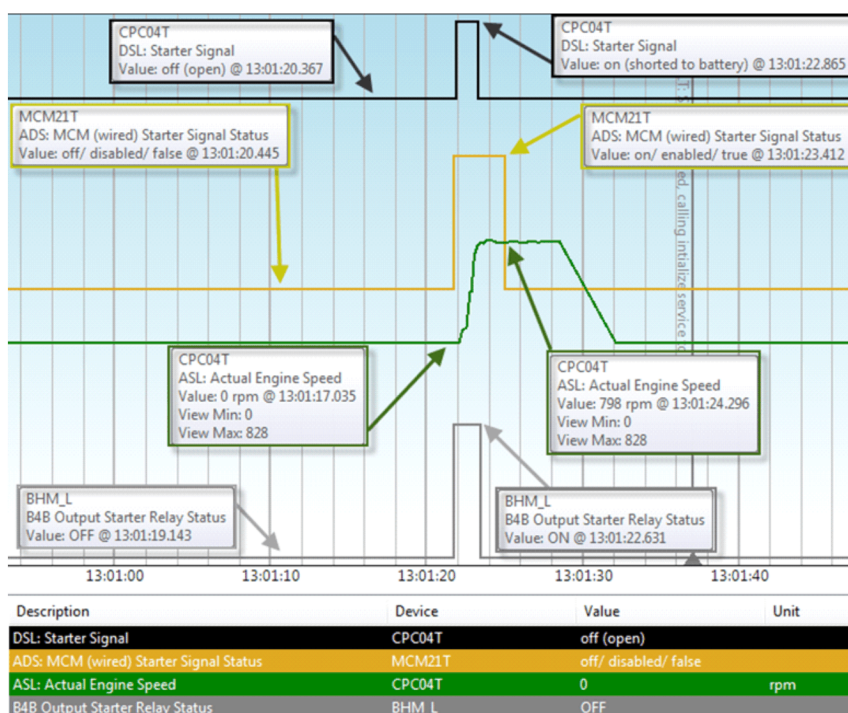 CPC04T
DSL: Starter Signal
Value: off (open) @ 13:01:20.367
CPC04T
DSL: Starter Signal
Value: on (shorted to battery) @ 13:01:22.865
MCM21T
ADS: MCM (wired) Starter Signal Status
Value: off/ disabled/ false @ 13:01:20.445
MCM21T
ADS: MCM (wired) Starter Signal Status
Value: on/ enabled/ true @ 13:01:23.412
ed, calling intialize service
CPC04T
ASL: Actual Engine Speed
Value: 0 rpm @ 13:01:17.035
View Min: 0
View Max: 828
CPC04T
ASL: Actual Engine Speed
Value: 798 rpm @ 13:01:24.296
View Min: 0
View Max: 828
BHM_L
B4B Output Starter Relay Status
Value: OFF @ 13:01:19.143
BHM_L
B4B Output Starter Relay Status
Value: ON @ 13:01:22.631
13:01:00 13:01:10 13:01:20 13:01:30 13:01:40
Description Device Value Unit
DSL: Starter Signal CPC04T off (open)
ADS: MCM (wired) Starter Signal Status MCM21T off/ disabled/ false
ASL: Actual Engine Speed CPC04T 0 rpm
B4B Output Starter Relay Status BHM_L OFF